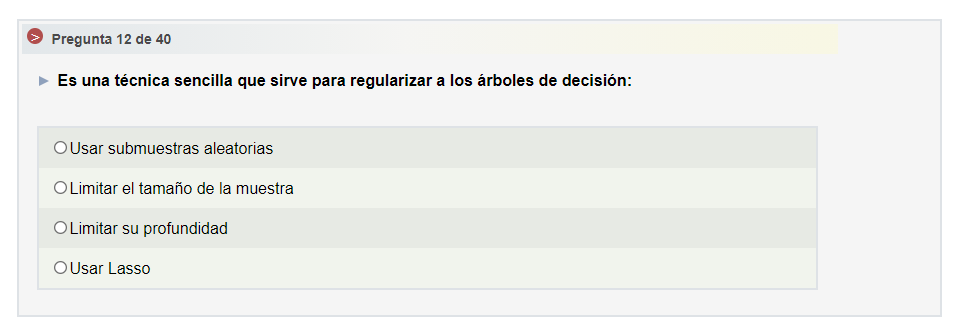 Pregunta 12 de 40
Es una técnica sencilla que sirve para regularizar a los árboles de decisión:
Usar submuestras aleatorias
Limitar el tamaño de la muestra
Limitar su profundidad
Usar Lasso